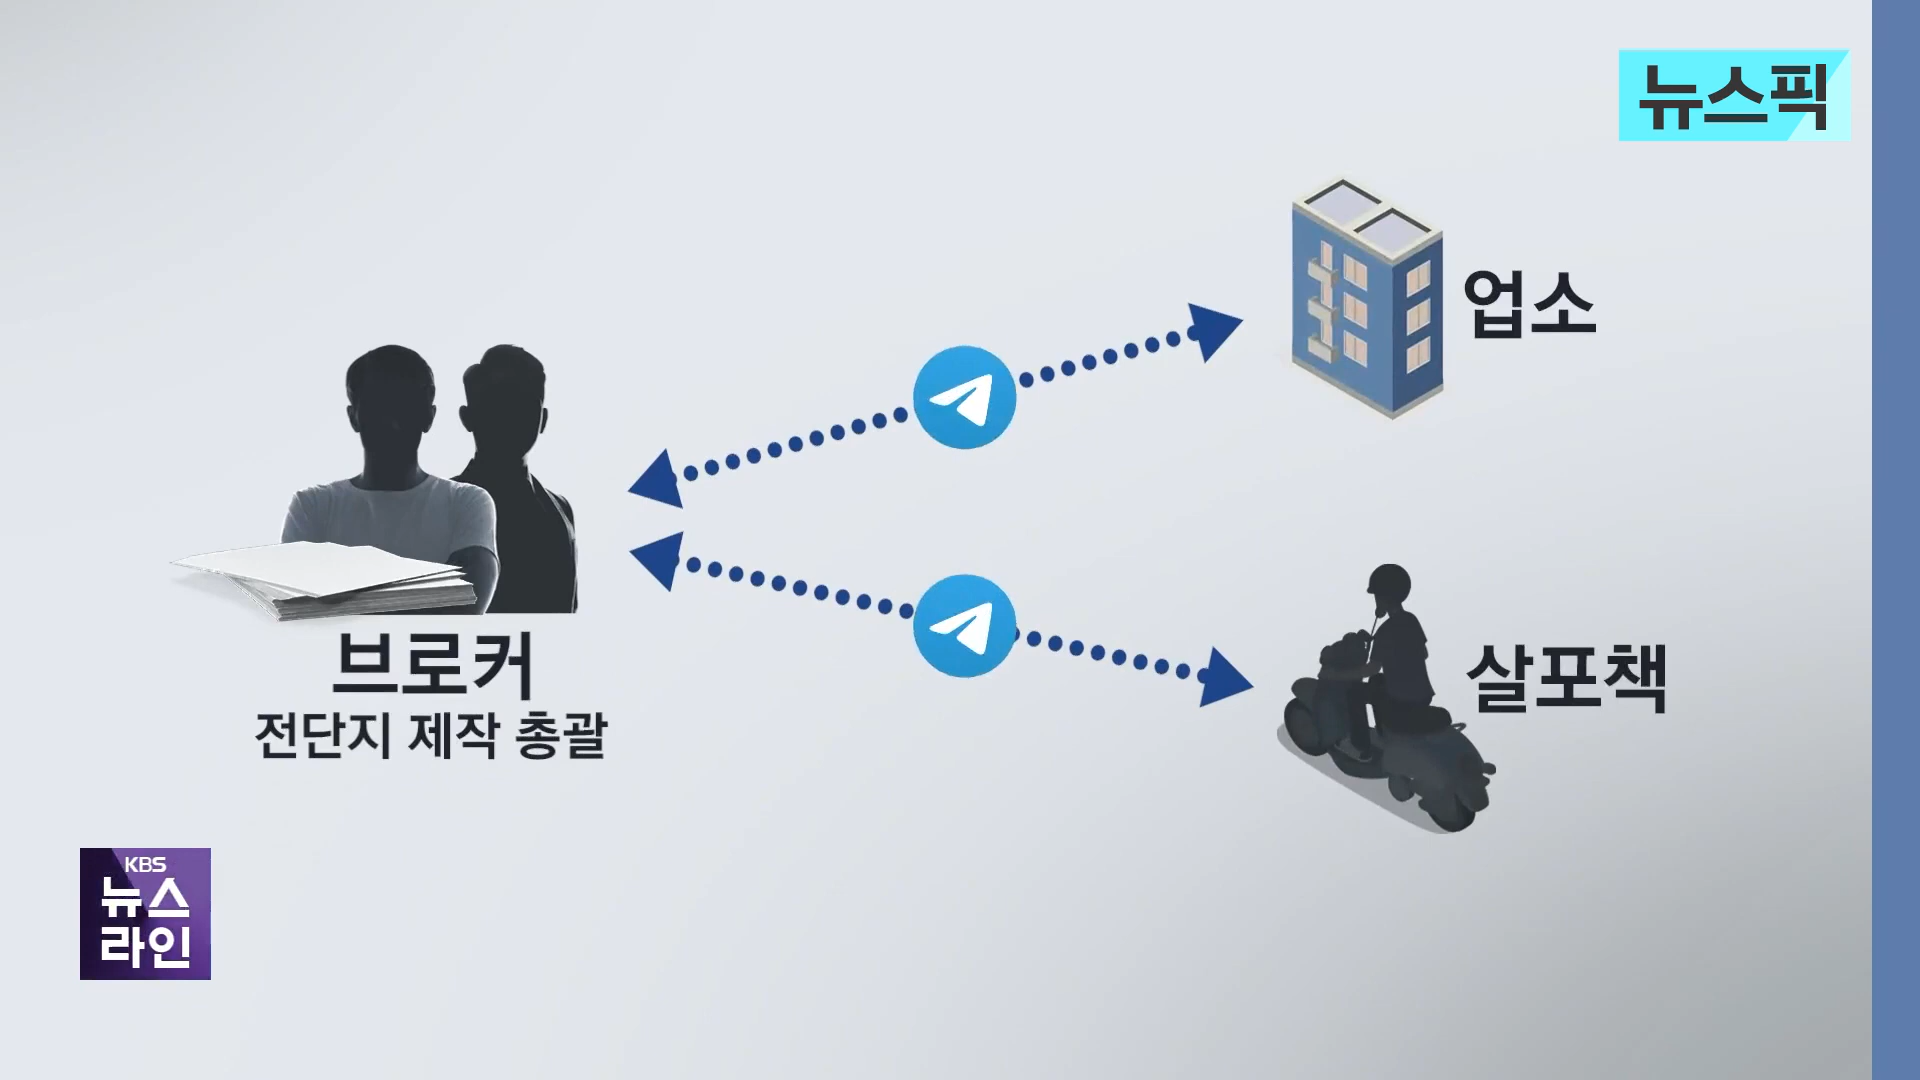 뉴스픽
업소
브로커
전단지 제작 총괄
살포책
KBS
뉴스
라인